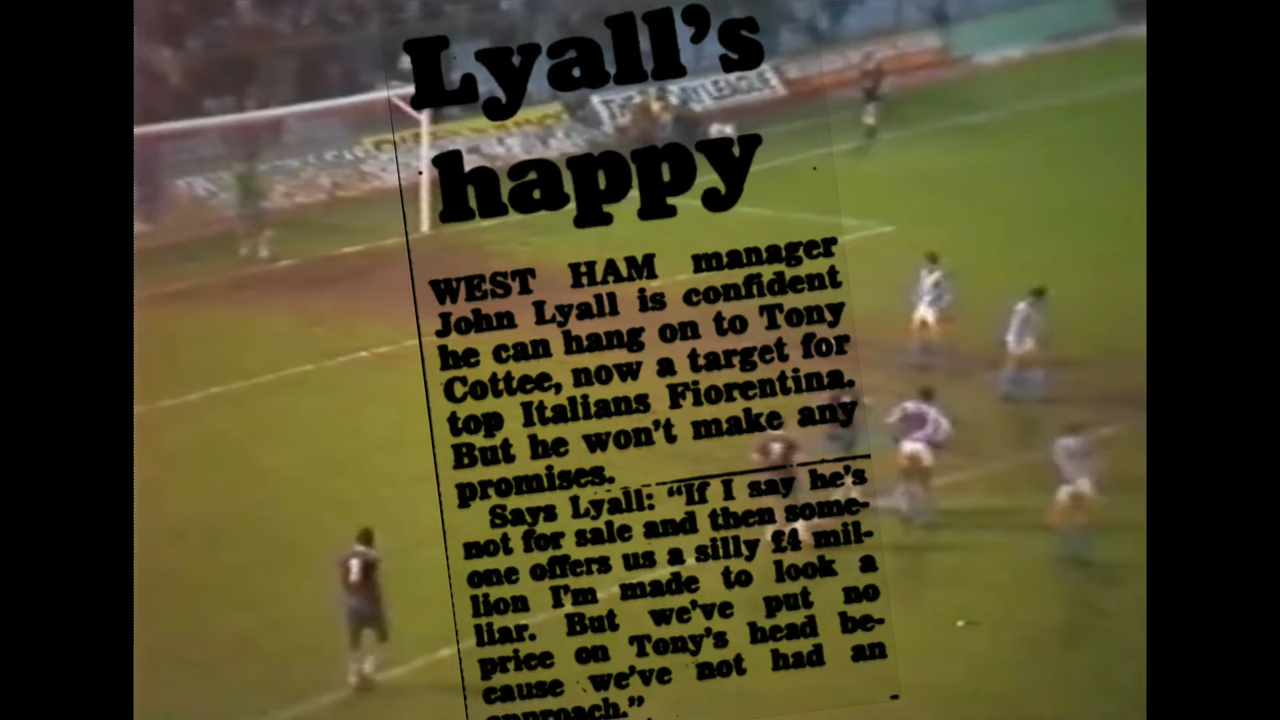 Lyall's
happy
WEST HAM manager
John Lyall is confident
he can hang on to Tony
Cottee, now a target for
top Italians Fiorentina.
But he won't make any
promises.
Says Lyall: "If I say he's
not for sale and then some-
one offers us a silly £4 mil-
lion I'm made to look a
liar. But we've put no
price on Tony's head be-
cause we've not had an
approach."
LEAGUE